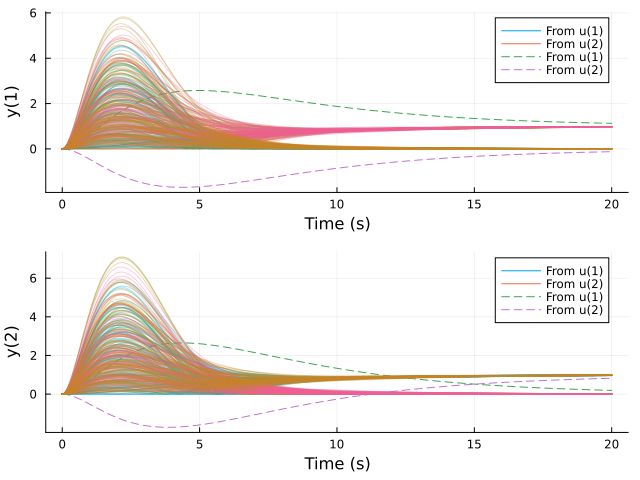 y(1)
6
4
2
0
From u(1)
From u(2)
From u(1)
From u(2)
0 5 10 15 20
Time (s)
y(2)
6
4
2
0
From u(1)
From u(2)
From u(1)
From u(2)
0 5 10 15 20
Time (s)